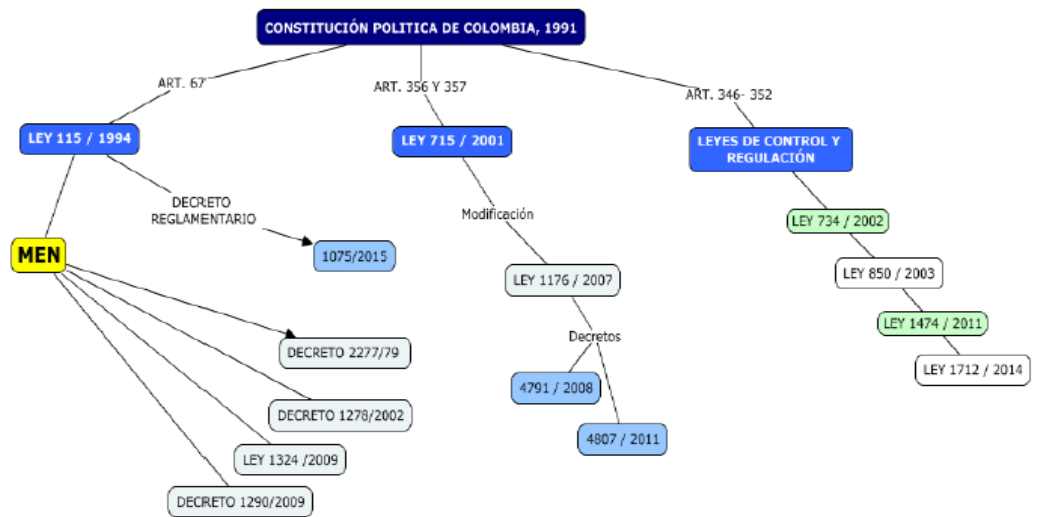 CONSTITUCIÓN POLITICA DE COLOMBIA, 1991
ART. 67
ART. 356 Y 357
ART. 346- 352
LEY 115 / 1994
LEY 715 / 2001
LEYES DE CONTROL Y
REGULACIÓN
DECRETO
REGLAMENTARIO
Modificación
LEY 734 / 2002
MEN
1075/2015
LEY 1176 / 2007
LEY 850 / 2003
LEY 1474 / 2011
Decretos
DECRETO 2277/79
LEY 1712 / 2014
4791 / 2008
DECRETO 1278/2002
4807 / 2011
LEY 1324 /2009
DECRETO 1290/2009